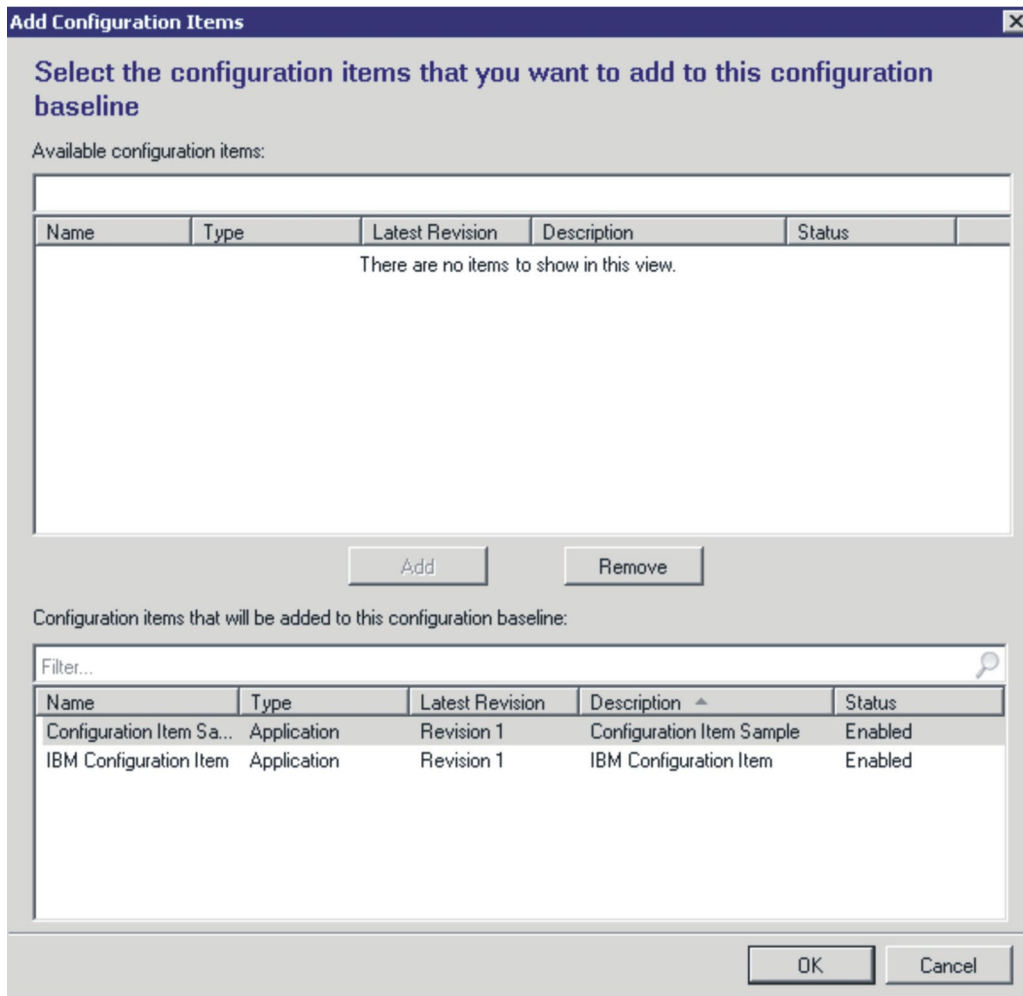 Add Configuration Items
Select the configuration items that you want to add to this configuration
baseline
Available configuration items:
Name Type Latest Revision Description Status
There are no items to show in this view.
Add Remove
Configuration items that will be added to this configuration baseline:
Filter...
Name Type Latest Revision Description Status
Configuration Item Sa... Application Revision 1 Configuration Item Sample Enabled
IBM Configuration Item Application Revision 1 IBM Configuration Item Enabled
OK Cancel